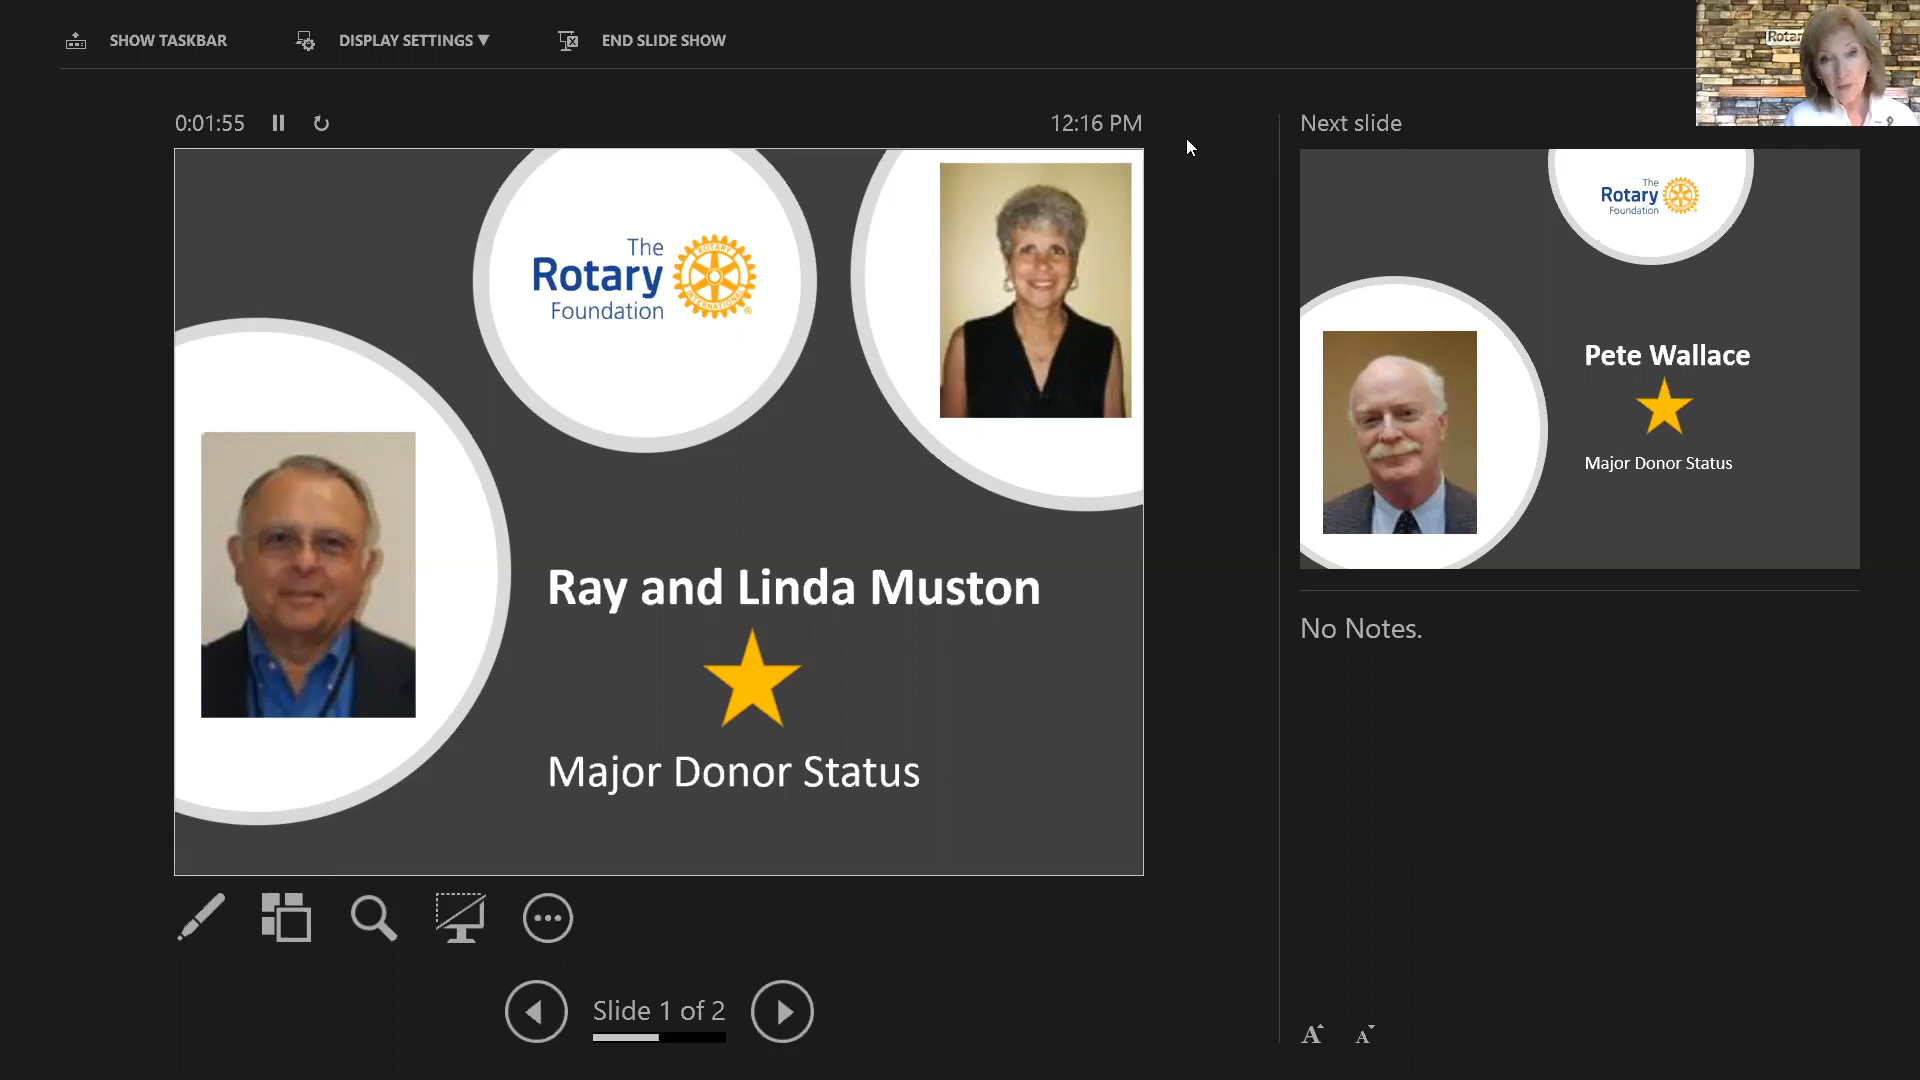 SHOW TASKBAR
DISPLAY SETTINGS ▼
END SLIDE SHOW
0:01:55
12:16 PM
Next slide
The
Rotary
Foundation
ROTARY
INTERNATIONAL
Ray and Linda Muston
Major Donor Status
The
Rotary
Foundation
Pete Wallace
Major Donor Status
No Notes.
Slide 1 of 2
A
A